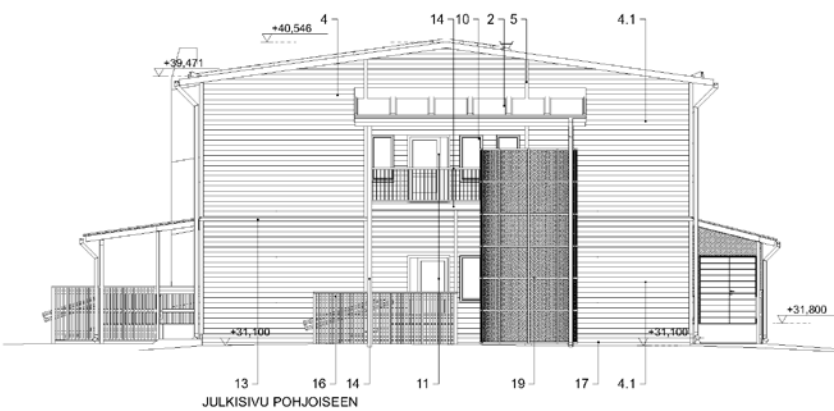 4 14 10 2 5 4.1
+40,546
+39,471
+31,800
+31,100 +31,100
13 16 14 11 19 17 4.1
JULKISIVU POHJOISEEN